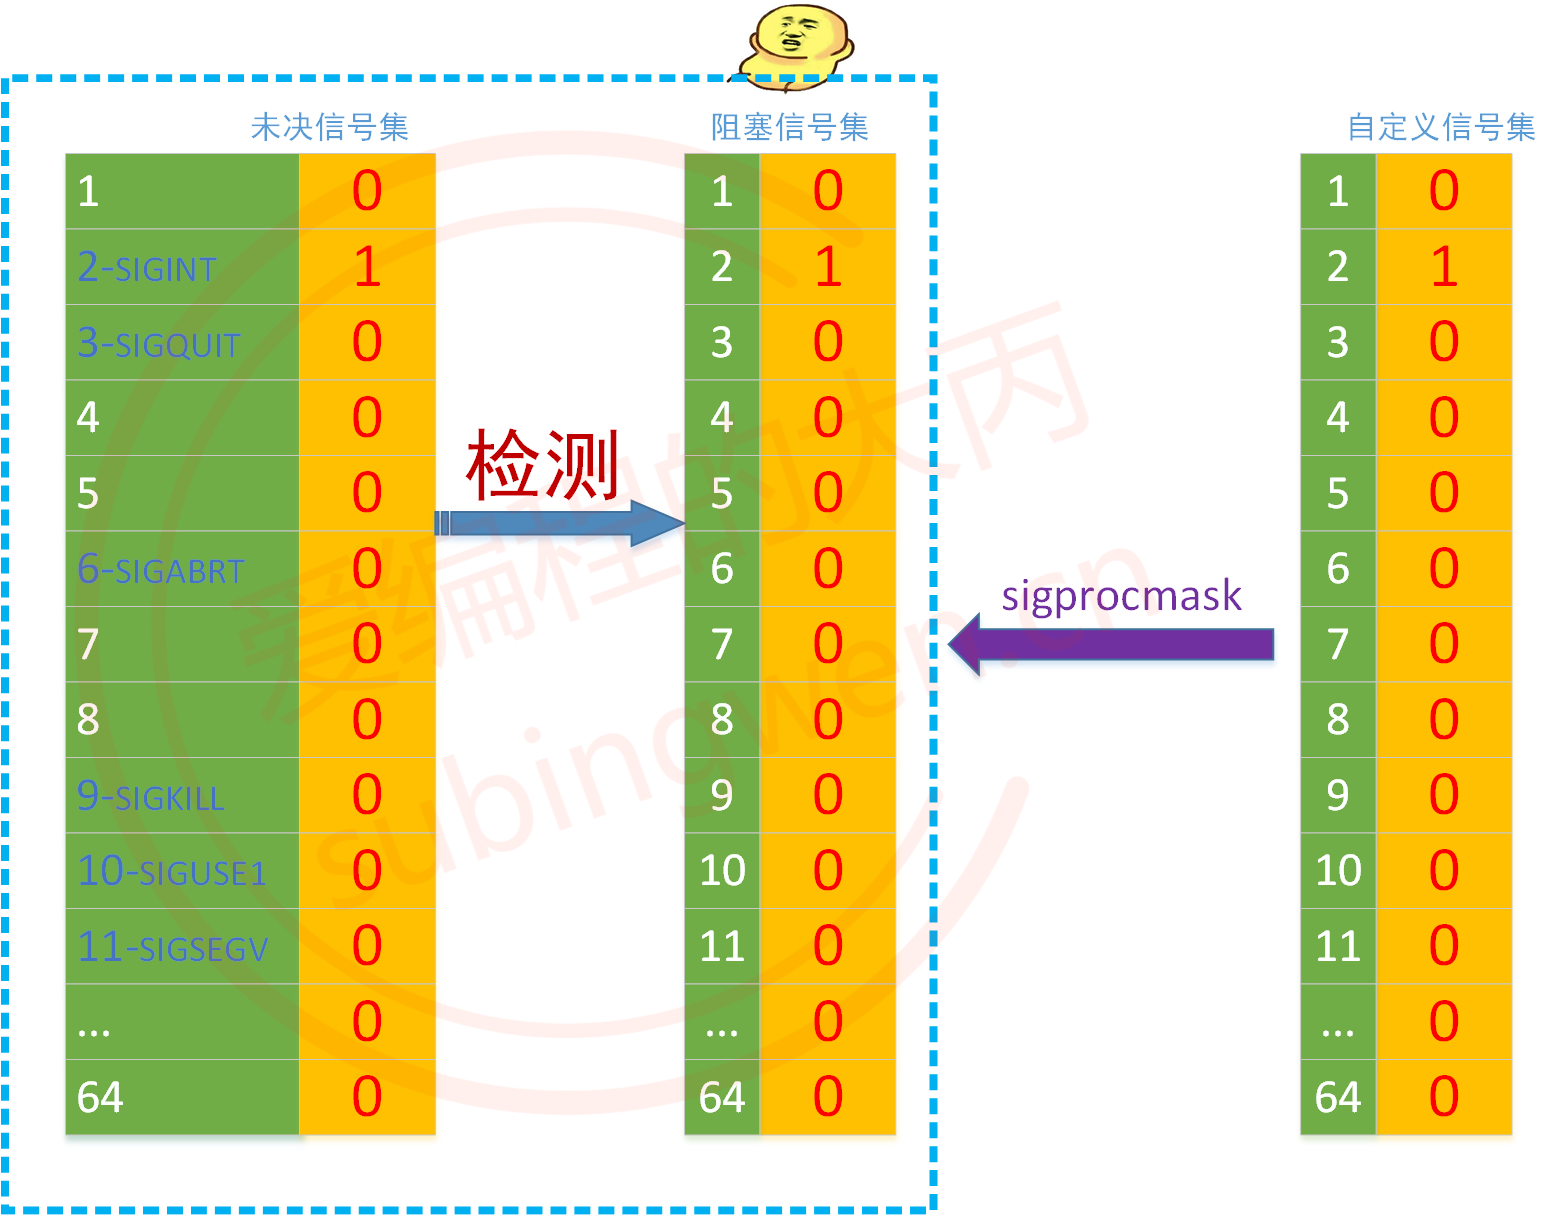 未决信号集 阻塞信号集 自定义信号集
1 0 1 0 1 0
2-SIGINT 1 2 1 2 1
3-SIGQUIT 0 3 0 3 0
4 0 4 0 4 0
检测
5 0 5 0 5 0
6-SIGABRT 0 6 0 6 0
sigprocmask
7 0 7 0 7 0
8 0 8 0 8 0
9-SIGKILL 0 9 0 9 0
10-SIGUSE1 0 10 0 10 0
11-SIGSEGV 0 11 0 11 0
... 0 ... 0 ... 0
64 0 64 0 64 0
爱编程的大丙
subingwen.cn